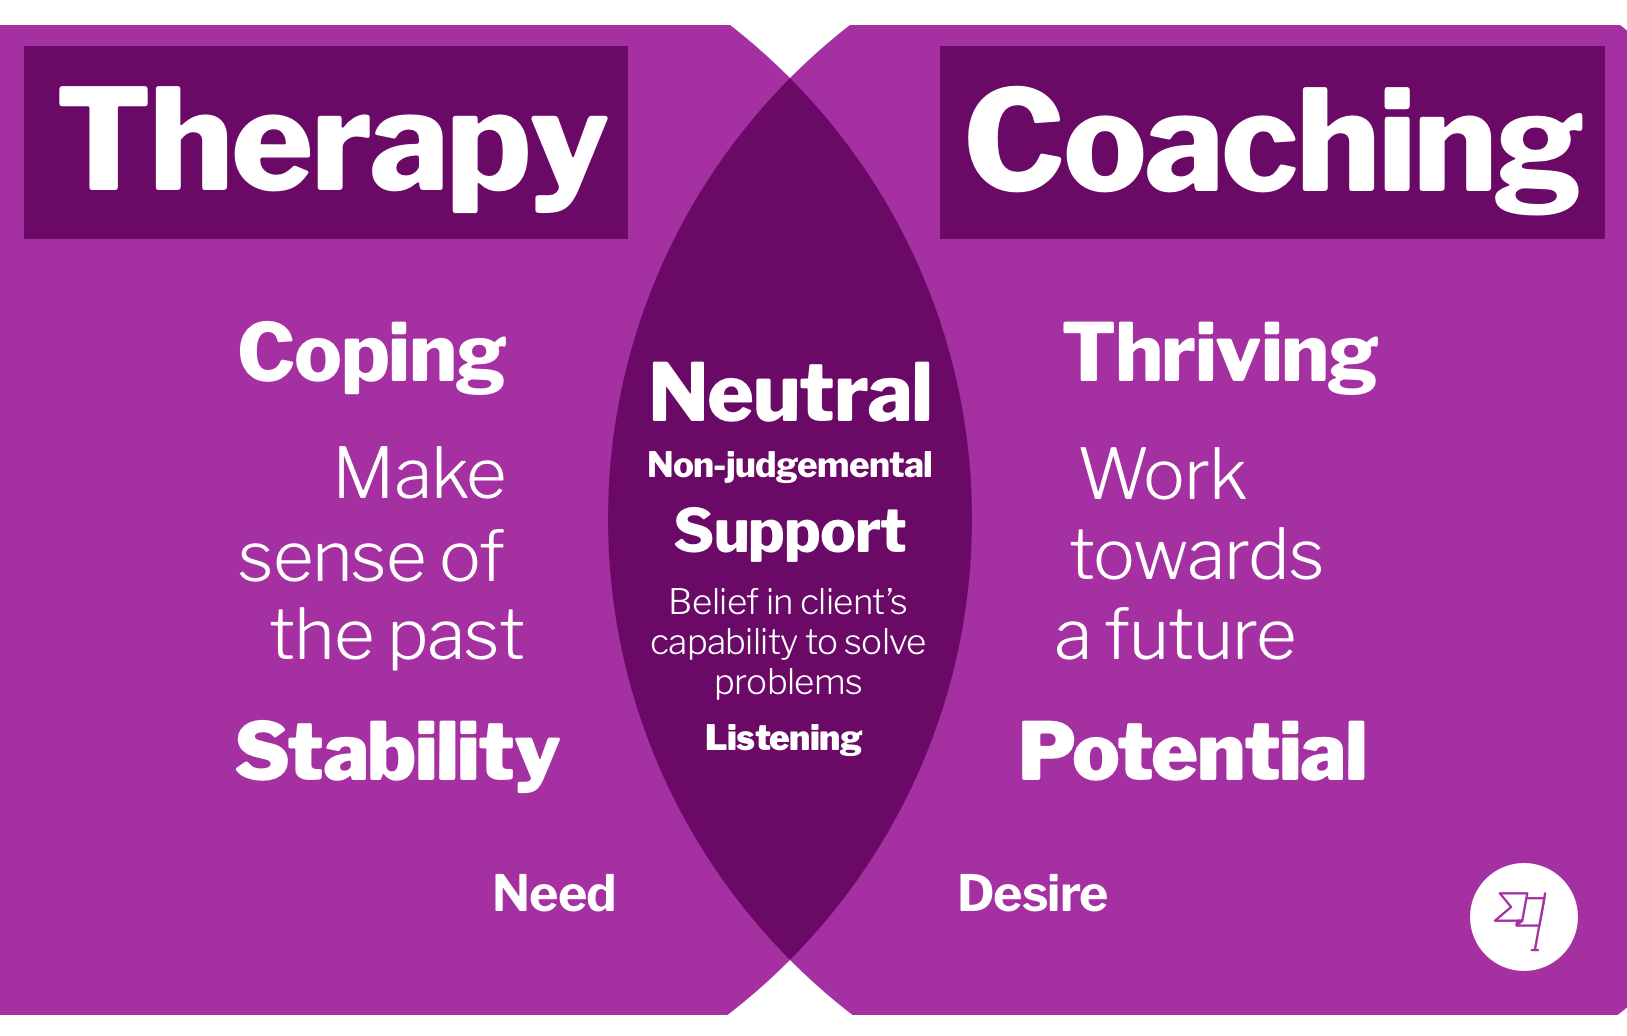 Therapy
Coping
Make
sense of
the past
Stability
Need
Neutral
Non-judgemental
Support
Belief in client’s
capability to solve
problems
Listening
Coaching
Thriving
Work
towards
a future
Potential
Desire